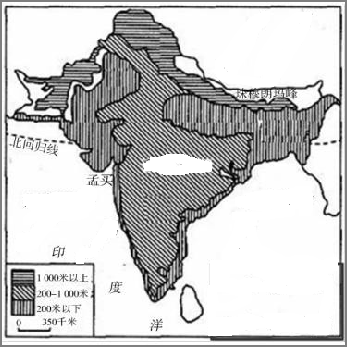 珠穆朗玛峰
北回归线
孟买
印
度
洋
1 000米以上
200-1 000米
200米以下
0 350千米